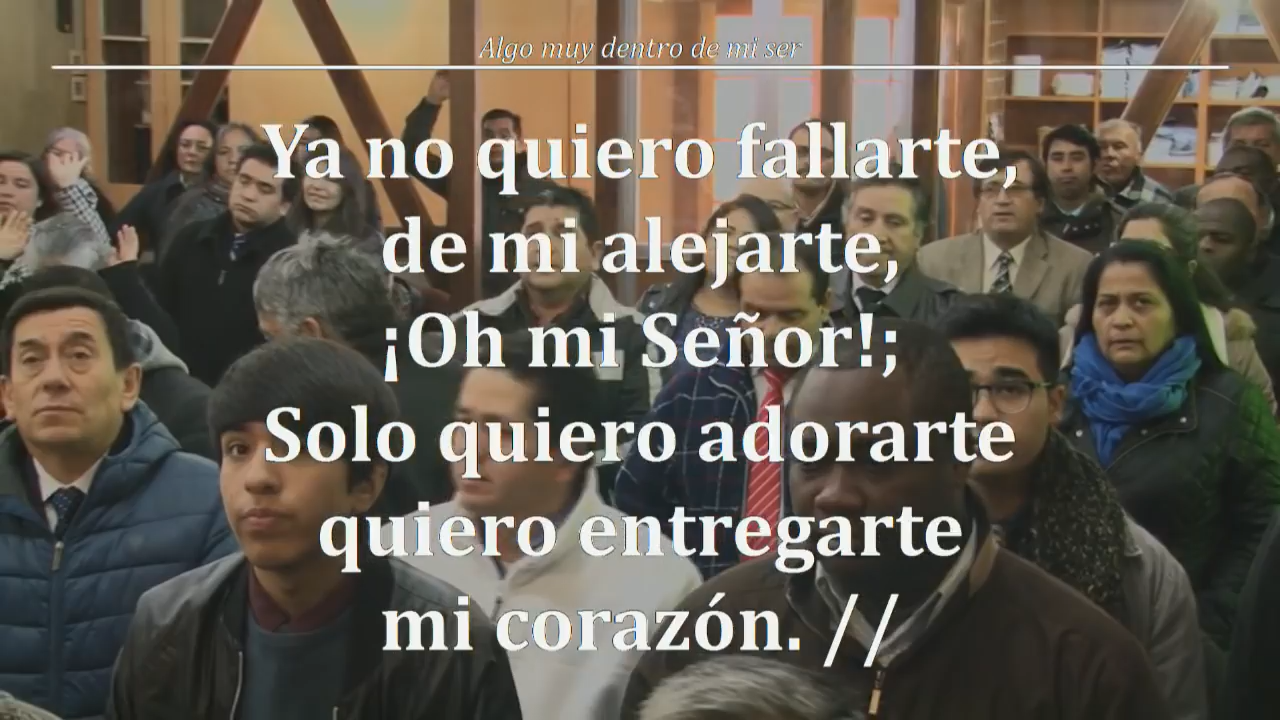 Algo muy dentro de mi ser
Ya no quiero fallarte,
de mi alejarte,
¡Oh mi Señor!;
Solo quiero adorarte
quiero entregarte
mi corazón. //